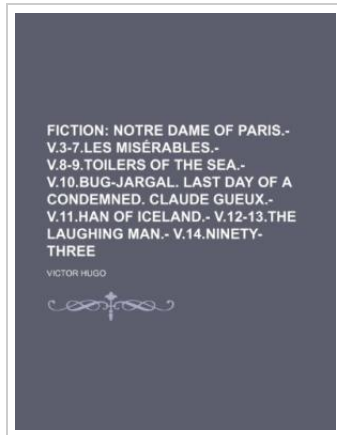 FICTION: NOTRE DAME OF PARIS.-
V.3-7.LES MISÉRABLES.-
V.8-9.TOILERS OF THE SEA.-
V.10.BUG-JARGAL. LAST DAY OF A
CONDEMNED. CLAUDE GUEUX.-
V.11.HAN OF ICELAND.- V.12-13.THE
LAUGHING MAN.- V.14.NINETY-
THREE
VICTOR HUGO